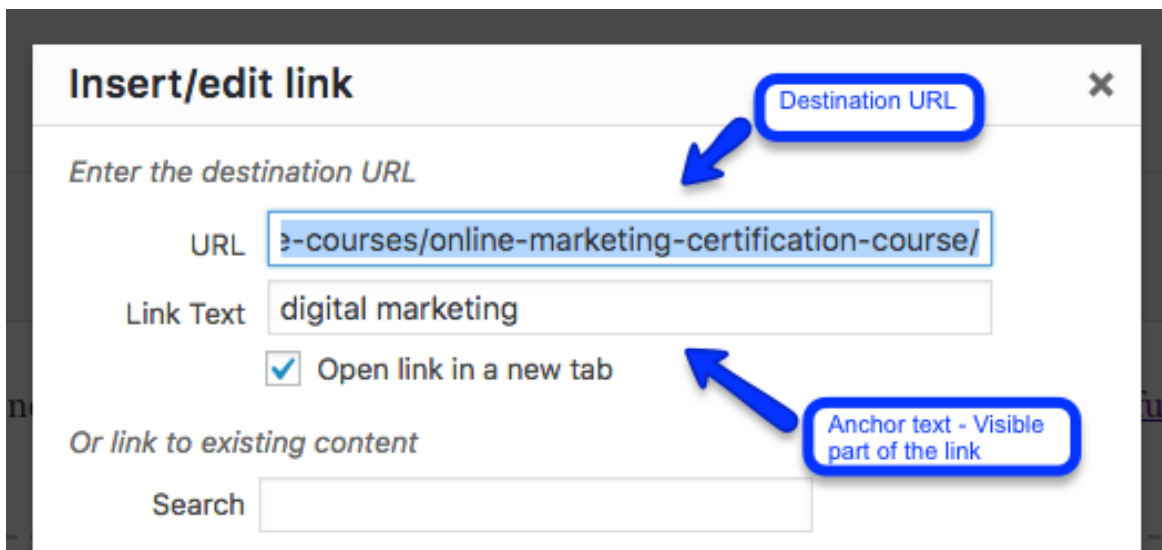 Insert/edit link
Destination URL
Enter the destination URL
URL e-courses/online-marketing-certification-course/
Link Text digital marketing
Open link in a new tab
Anchor text - Visible
part of the link
Or link to existing content
Search